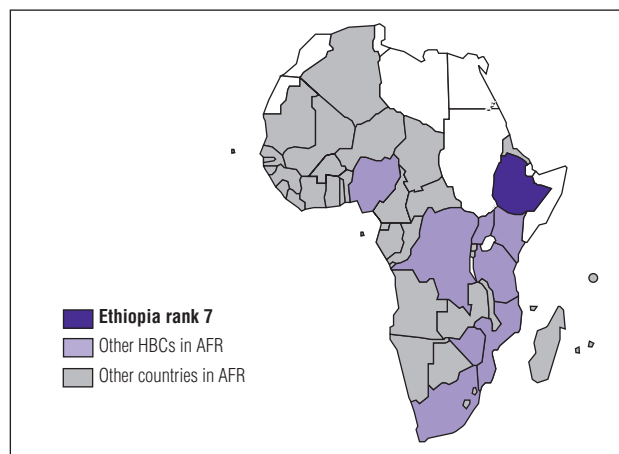 Ethiopia rank 7
Other HBCs in AFR
Other countries in AFR